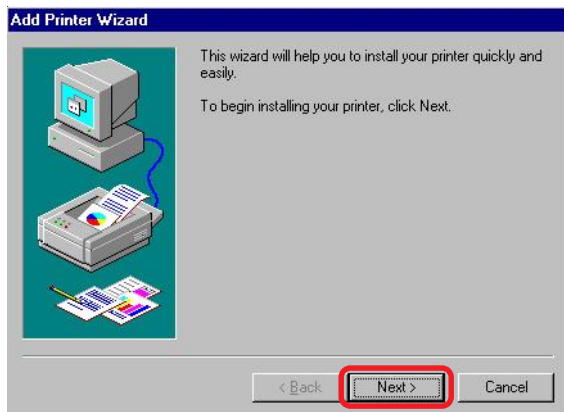 Add Printer Wizard
This wizard will help you to install your printer quickly and
easily.
To begin installing your printer, click Next.
< Back
Next >
Cancel